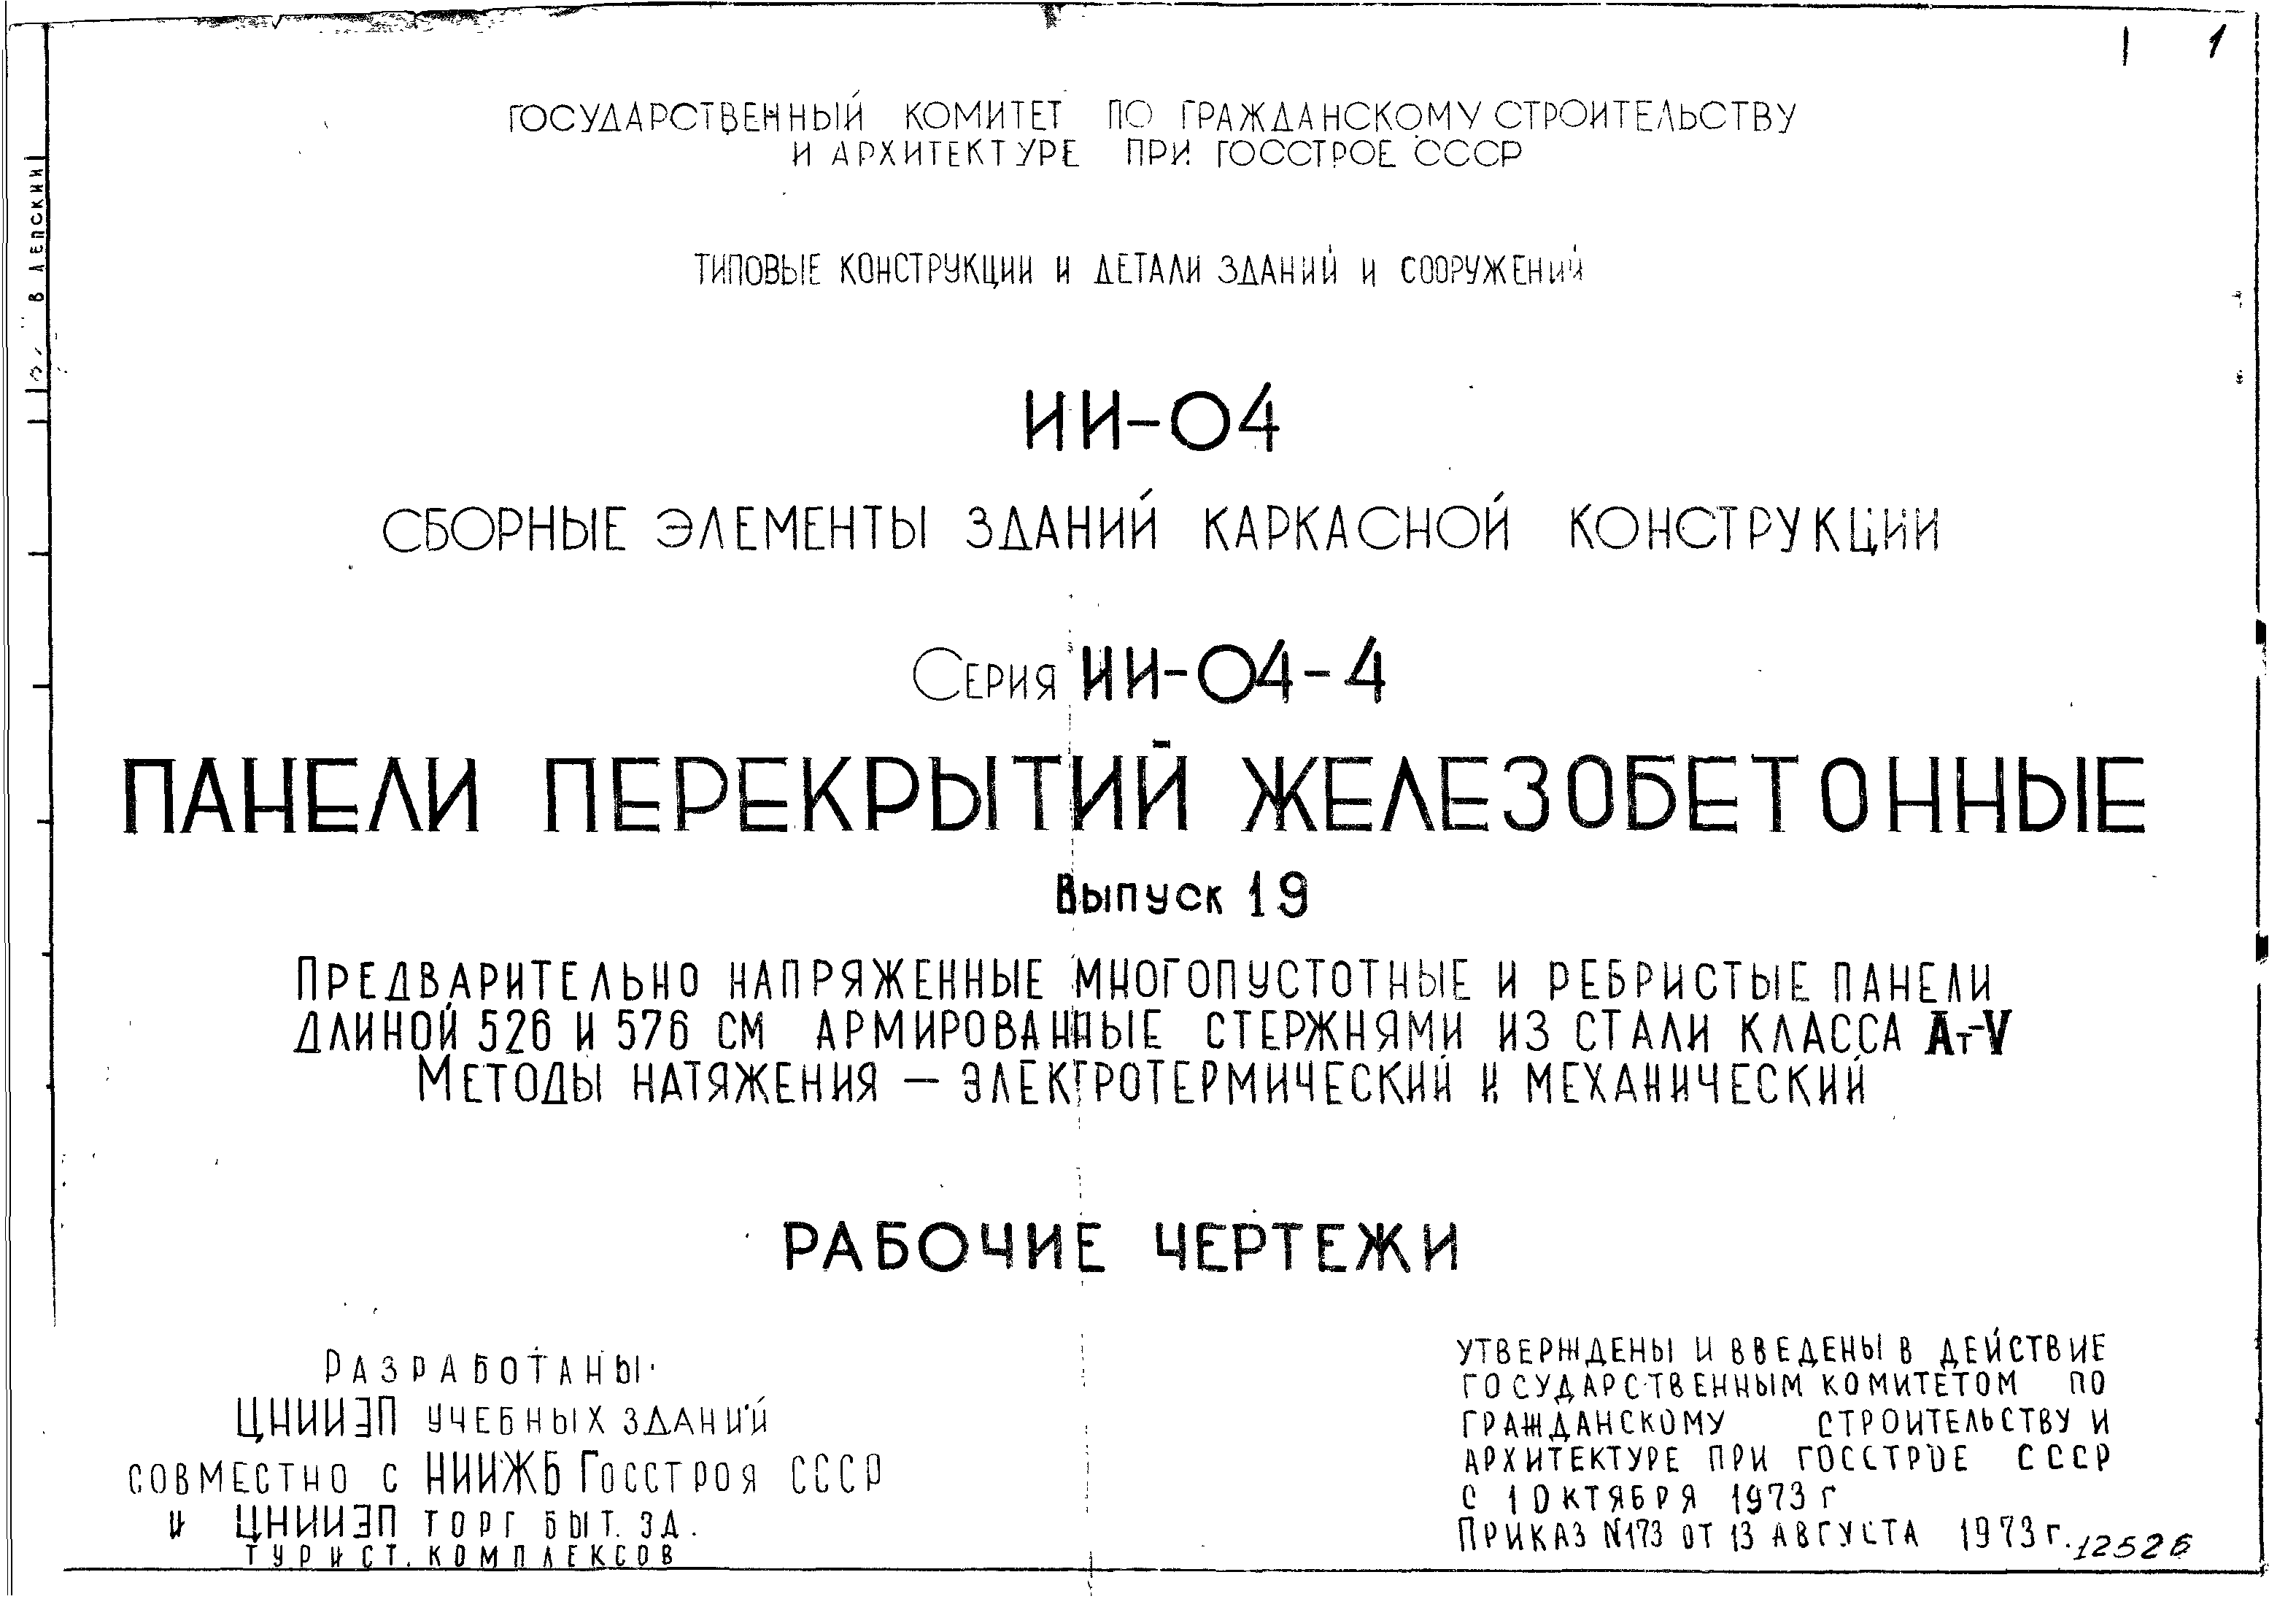 1
ГОСУДАРСТВЕННЫЙ КОМИТЕТ ПО ГРАЖДАНСКОМУ СТРОИТЕЛЬСТВУ
И АРХИТЕКТУРЕ ПРИ ГОССТРОЕ СССР
ТИПОВЫЕ КОНСТРУКЦИИ И ДЕТАЛИ ЗДАНИЙ И СООРУЖЕНИЙ
ИИ-04
СБОРНЫЕ ЭЛЕМЕНТЫ ЗДАНИЙ КАРКАСНОЙ КОНСТРУКЦИИ
СЕРИЯ ИИ-04-4
ПАНЕЛИ ПЕРЕКРЫТИЙ ЖЕЛЕЗОБЕТОННЫЕ
Выпуск 19
ПРЕДВАРИТЕЛЬНО НАПРЯЖЕННЫЕ МНОГОПУСТОТНЫЕ И РЕБРИСТЫЕ ПАНЕЛИ
ДЛИНОЙ 526 И 576 СМ АРМИРОВАННЫЕ СТЕРЖНЯМИ ИЗ СТАЛИ КЛАССА Ат-V
МЕТОДЫ НАТЯЖЕНИЯ — ЭЛЕКТРОТЕРМИЧЕСКИЙ И МЕХАНИЧЕСКИЙ
РАБОЧИЕ ЧЕРТЕЖИ
РАЗРАБОТАНЫ:
ЦНИИЭП УЧЕБНЫХ ЗДАНИЙ
СОВМЕСТНО С НИИЖБ ГОССТРОЯ СССР
И ЦНИИЭП ТОРГ БЫТ. ЗД.
ТУРИСТ. КОМПЛЕКСОВ
УТВЕРЖДЕНЫ И ВВЕДЕНЫ В ДЕЙСТВИЕ
ГОСУДАРСТВЕННЫМ КОМИТЕТОМ ПО
ГРАЖДАНСКОМУ СТРОИТЕЛЬСТВУ И
АРХИТЕКТУРЕ ПРИ ГОССТРОЕ СССР
С 1 ОКТЯБРЯ 1973 Г
ПРИКАЗ N173 ОТ 13 АВГУСТА 1973 г.
12526